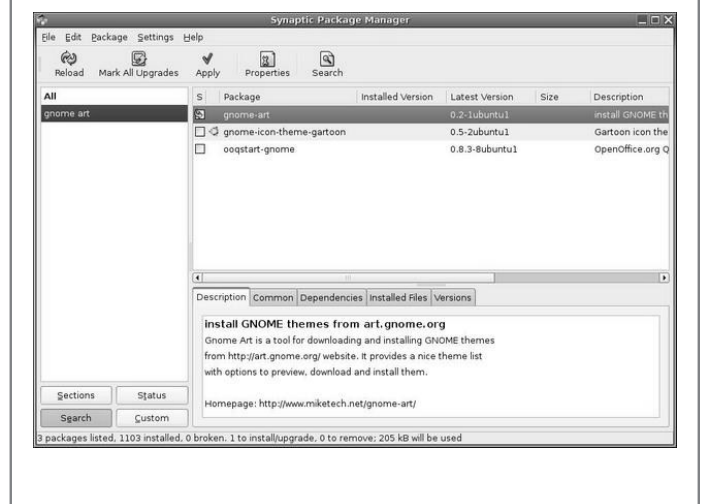 Synaptic Package Manager
File Edit Package Settings Help
Reload Mark All Upgrades Apply Properties Search
All
gnome art
S Package Installed Version Latest Version Size Description
gnome-art 0.2-1ubuntu1 install GNOME th
gnome-icon-theme-gartoon 0.5-2ubuntu1 Gartoon icon the
ooqstart-gnome 0.8.3-8ubuntu1 OpenOffice.org Q
Description Common Dependencies Installed Files Versions
install GNOME themes from art.gnome.org
Gnome Art is a tool for downloading and installing GNOME themes
from http://art.gnome.org/ website. It provides a nice theme list
with options to preview, download and install them.
Homepage: http://www.miketech.net/gnome-art/
Sections Status
Search Custom
3 packages listed, 1103 installed, 0 broken. 1 to install/upgrade, 0 to remove; 205 kB will be used